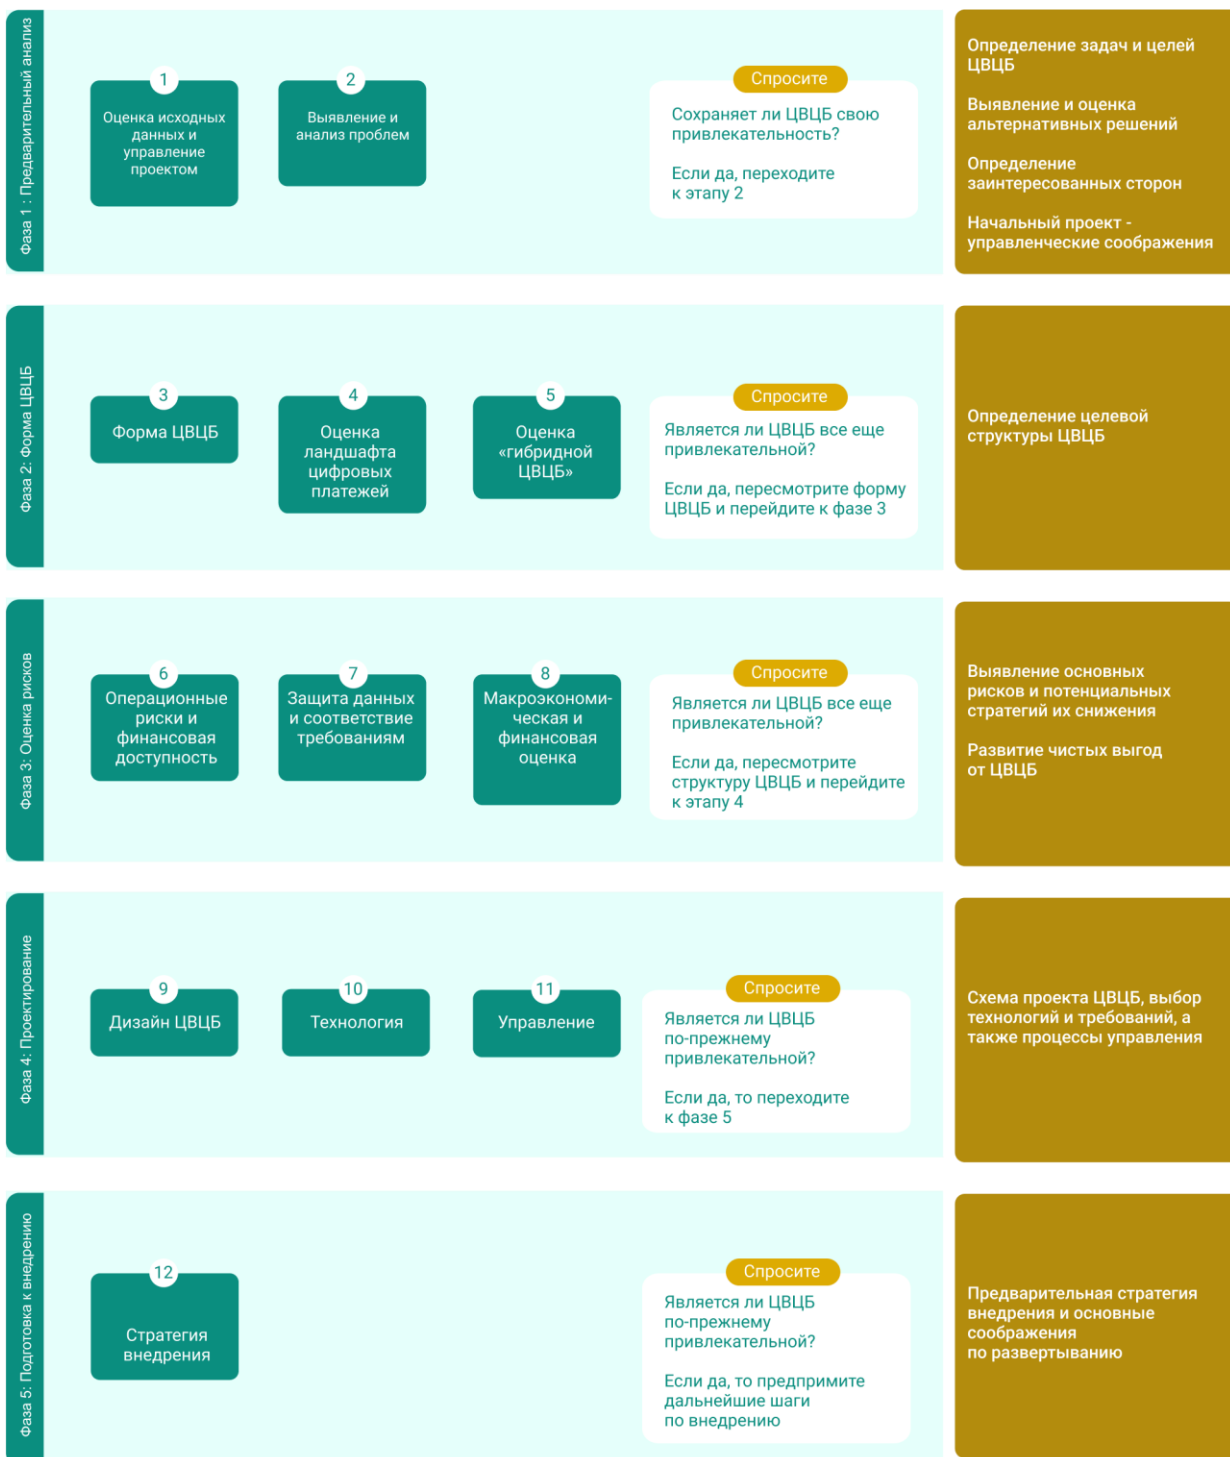 Фаза 1 : Предварительный анализ
1
Оценка исходных
данных и
управление
проектом
2
Выявление и
анализ проблем
Спросите
Сохраняет ли ЦВЦБ свою
привлекательность?
Если да, переходите
к этапу 2
Определение задач и целей
ЦВЦБ
Выявление и оценка
альтернативных решений
Определение
заинтересованных сторон
Начальный проект -
управленческие соображения
Фаза 2: Форма ЦВЦБ
3
Форма ЦВЦБ
4
Оценка
ландшафта
цифровых
платежей
5
Оценка
«гибридной
ЦВЦБ»
Спросите
Является ли ЦВЦБ все еще
привлекательной?
Если да, пересмотрите форму
ЦВЦБ и перейдите к фазе 3
Определение целевой
структуры ЦВЦБ
Фаза 3: Оценка рисков
6
Операционные
риски и
финансовая
доступность
7
Защита данных
и соответствие
требованиям
8
Макроэкономи-
ческая и
финансовая
оценка
Спросите
Является ли ЦВЦБ все еще
привлекательной?
Если да, пересмотрите
структуру ЦВЦБ и перейдите
к этапу 4
Выявление основных
рисков и потенциальных
стратегий их снижения
Развитие чистых выгод
от ЦВЦБ
Фаза 4: Проектирование
9
Дизайн ЦВЦБ
10
Технология
11
Управление
Спросите
Является ли ЦВЦБ
по-прежнему
привлекательной?
Если да, то переходите
к фазе 5
Схема проекта ЦВЦБ, выбор
технологий и требований, а
также процессы управления
Фаза 5: Подготовка к внедрению
12
Стратегия
внедрения
Спросите
Является ли ЦВЦБ
по-прежнему
привлекательной?
Если да, то предпримите
дальнейшие шаги
по внедрению
Предварительная стратегия
внедрения и основные
соображения
по развертыванию